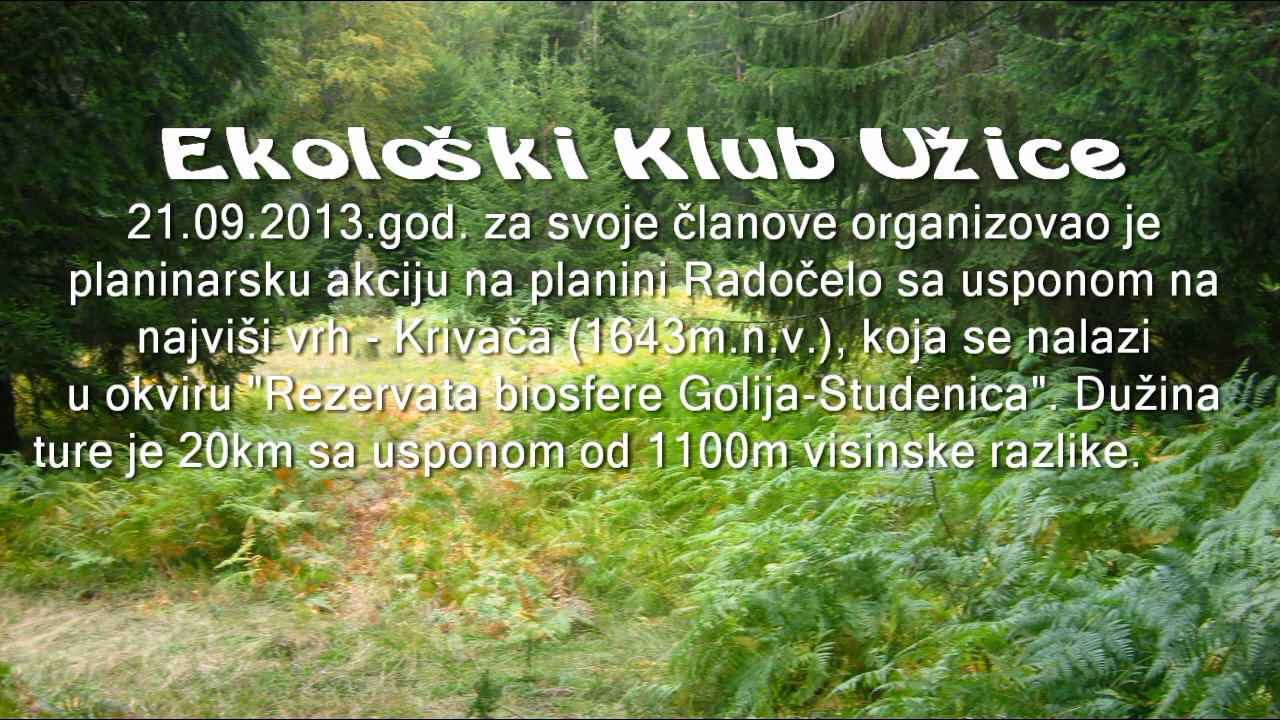 Ekološki Klub Užice
21.09.2013.god. za svoje članove organizovao je
planinarsku akciju na planini Radočelo sa usponom na
najviši vrh - Krivača (1643m.n.v.), koja se nalazi
u okviru "Rezervata biosfere Golija-Studenica". Dužina
ture je 20km sa usponom od 1100m visinske razlike.